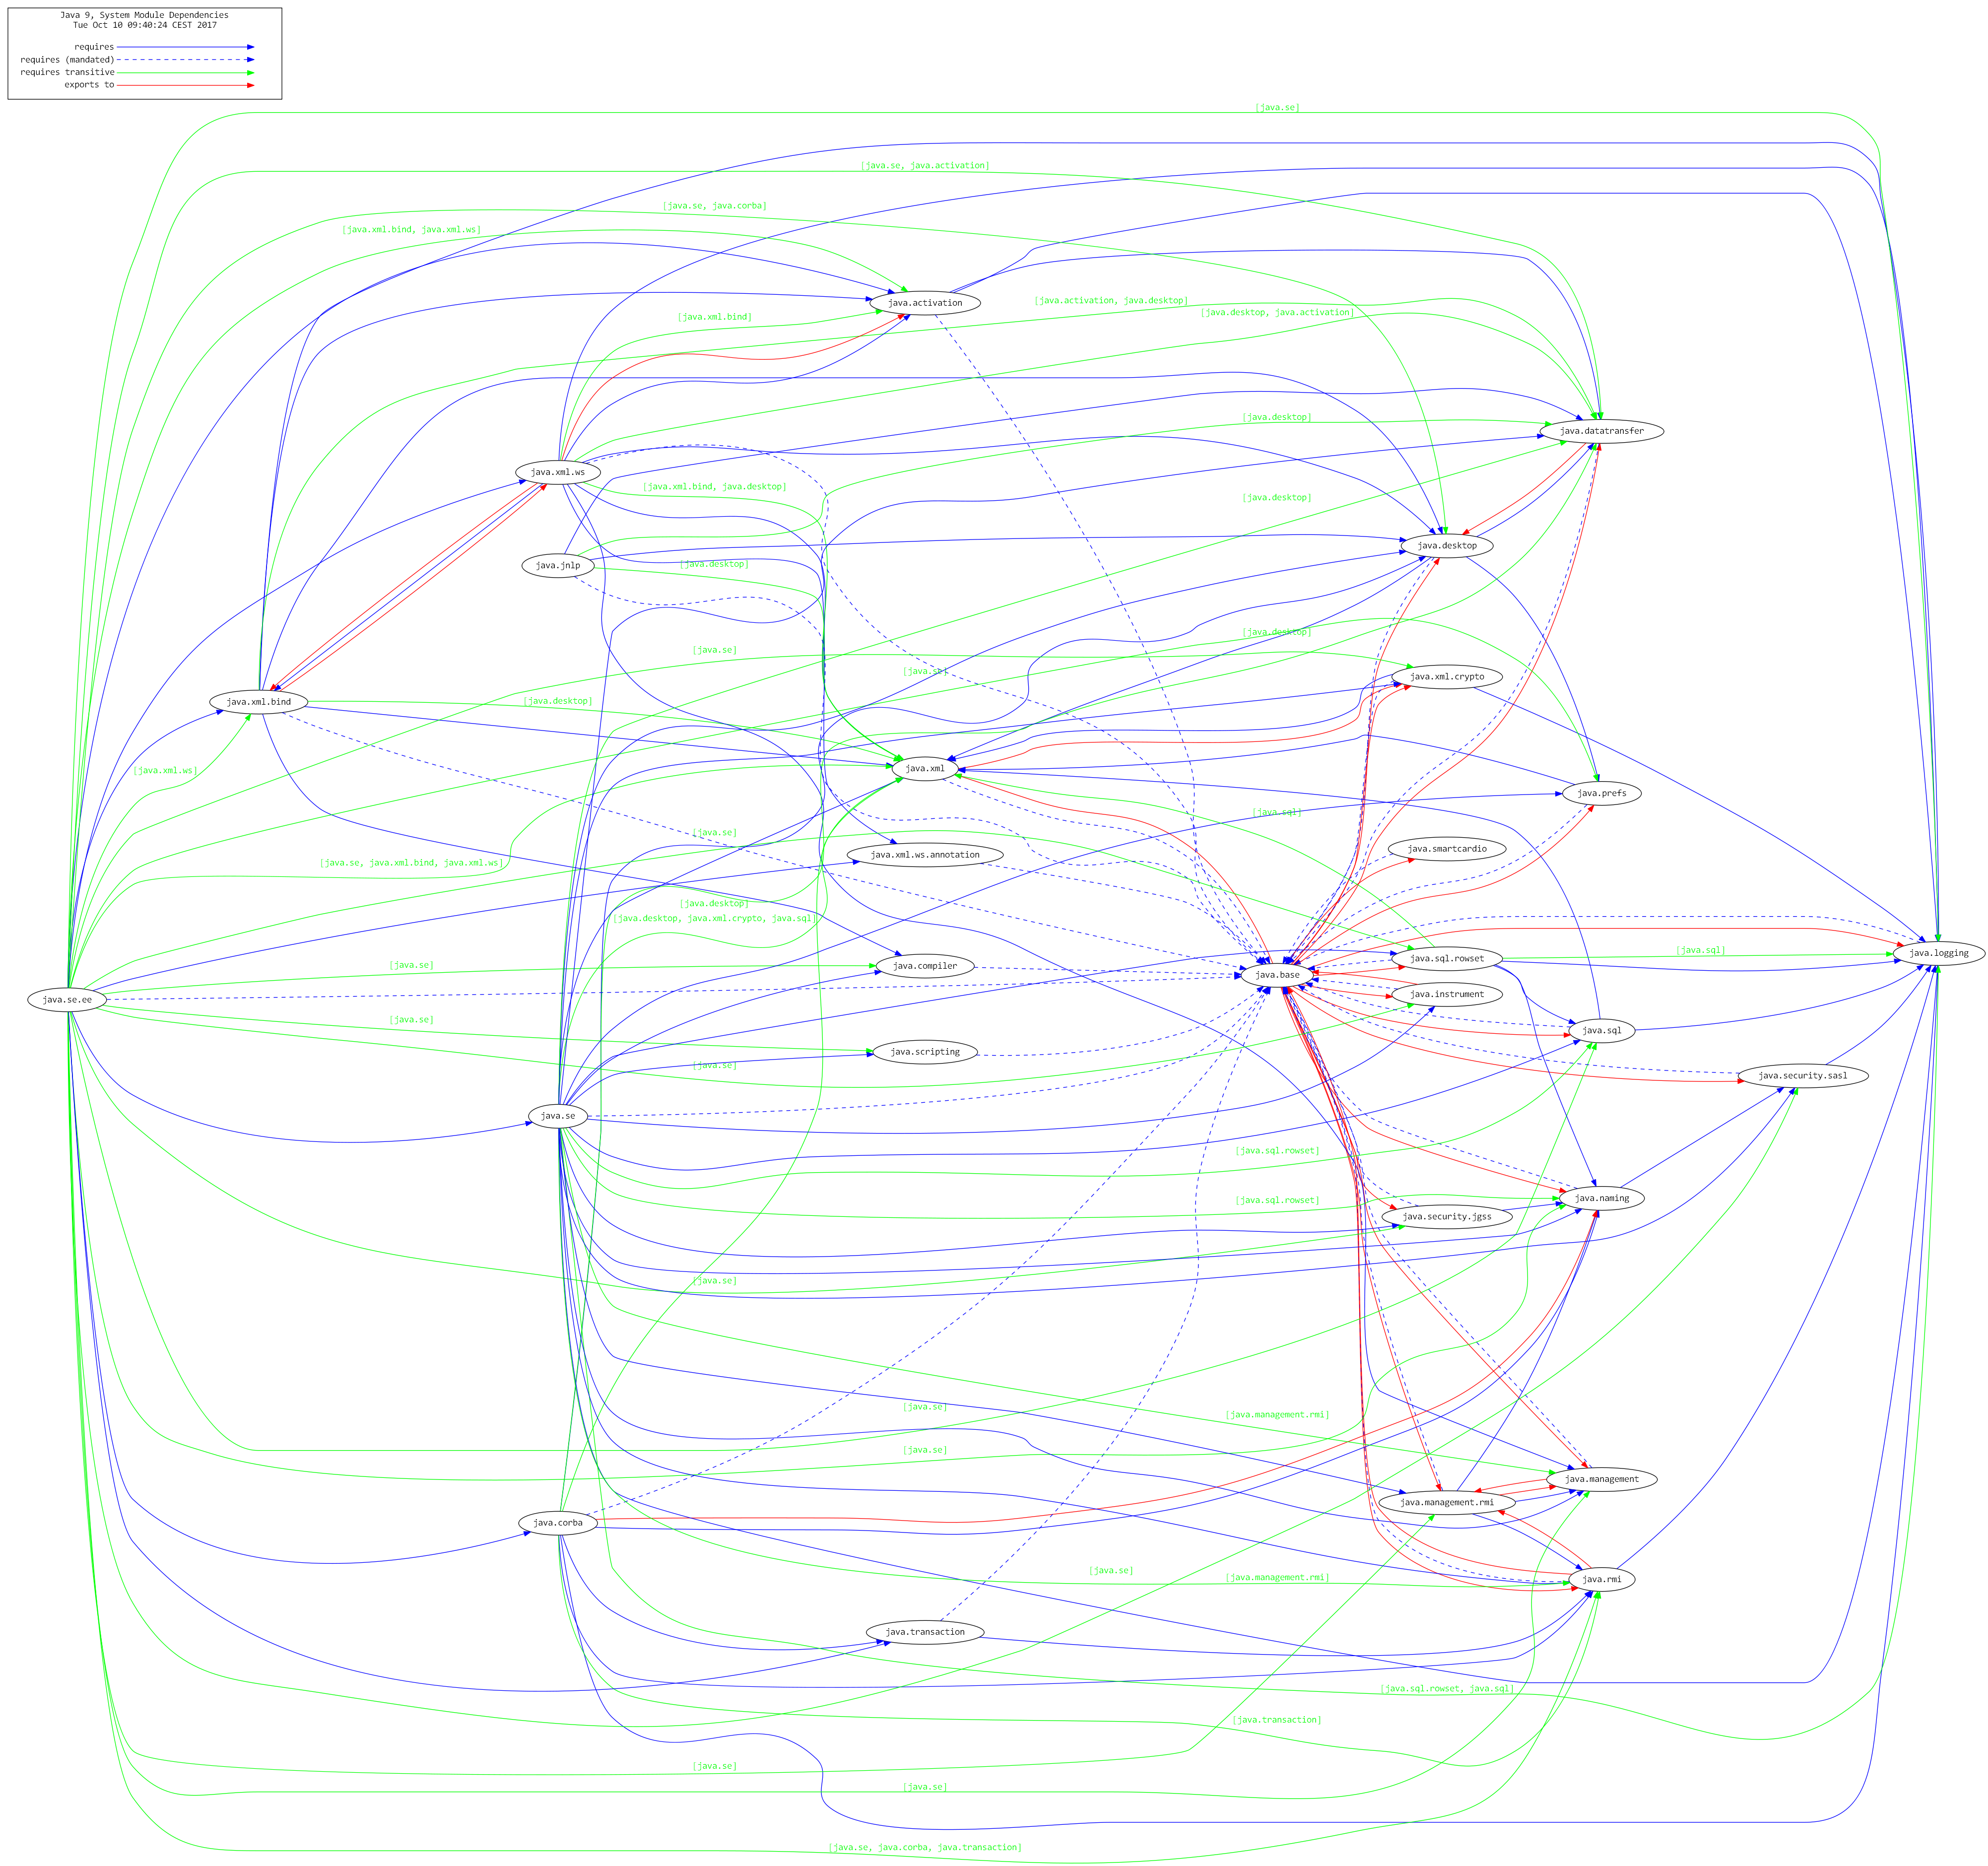 Java 9, System Module Dependencies
Tue Oct 10 09:40:24 CEST 2017
requires
requires (mandated)
requires transitive
exports to
[java.se]
[java.se, java.activation]
[java.se, java.corba]
[java.xml.bind, java.xml.ws]
java.activation
[java.activation, java.desktop]
[java.desktop, java.activation]
[java.xml.bind]
[java.desktop]
java.datatransfer
java.xml.ws
[java.xml.bind, java.desktop]
[java.desktop]
java.desktop
java.jnlp
[java.desktop]
[java.desktop]
[java.se]
[java.se]
java.xml.crypto
java.xml.bind
[java.desktop]
[java.xml.ws]
java.xml
java.prefs
[java.sql]
[java.se]
java.smartcardio
java.xml.ws.annotation
[java.se, java.xml.bind, java.xml.ws]
[java.desktop]
[java.desktop, java.xml.crypto, java.sql]
[java.sql]
java.logging
java.sql.rowset
[java.se]
java.compiler
java.base
java.instrument
java.se.ee
[java.se]
java.sql
java.scripting
[java.se]
java.security.sasl
java.se
[java.sql.rowset]
[java.sql.rowset]
java.naming
java.security.jgss
[java.se]
[java.se]
[java.management.rmi]
[java.se]
java.management
java.management.rmi
java.corba
[java.se]
[java.management.rmi]
java.rmi
java.transaction
[java.sql.rowset, java.sql]
[java.transaction]
[java.se]
[java.se]
[java.se, java.corba, java.transaction]